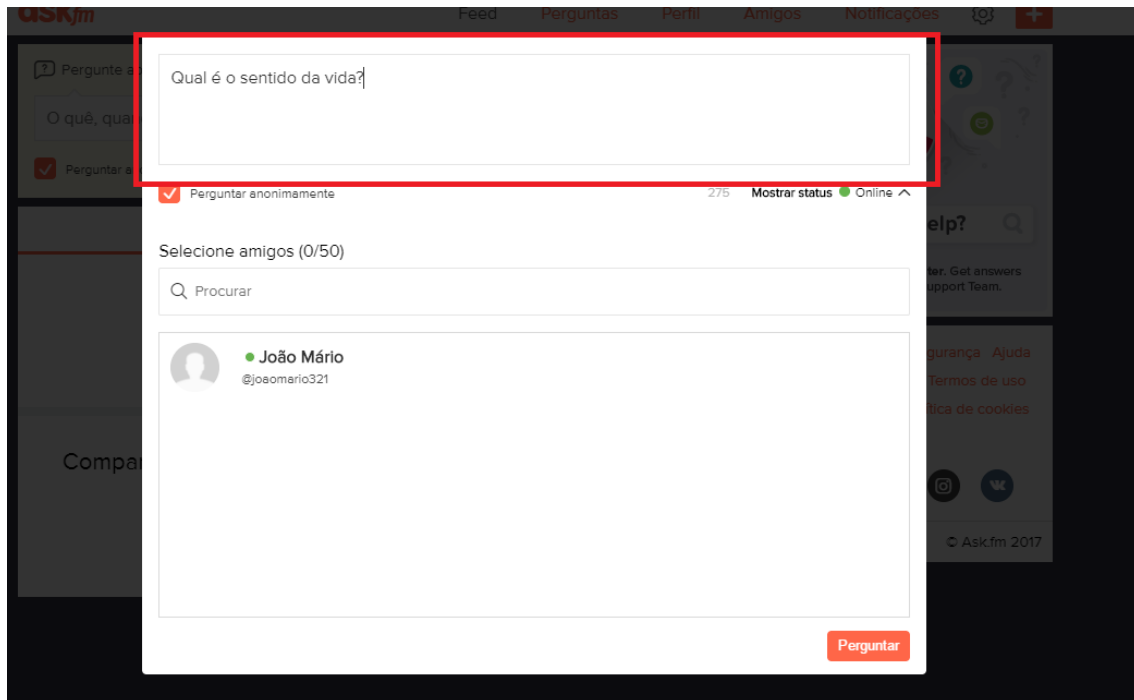 ASKfm Feed Perguntas Perfil Amigos Notificações
Pergunte a
O quê, quan
Perguntar a
Qual é o sentido da vida?
Perguntar anonimamente 275 Mostrar status Online
Selecione amigos (0/50)
Procurar
João Mário
@joaomario321
Perguntar
elp?
ter. Get answers
upport Team.
gurança Ajuda
Termos de uso
ítica de cookies
Compar
© Ask.fm 2017